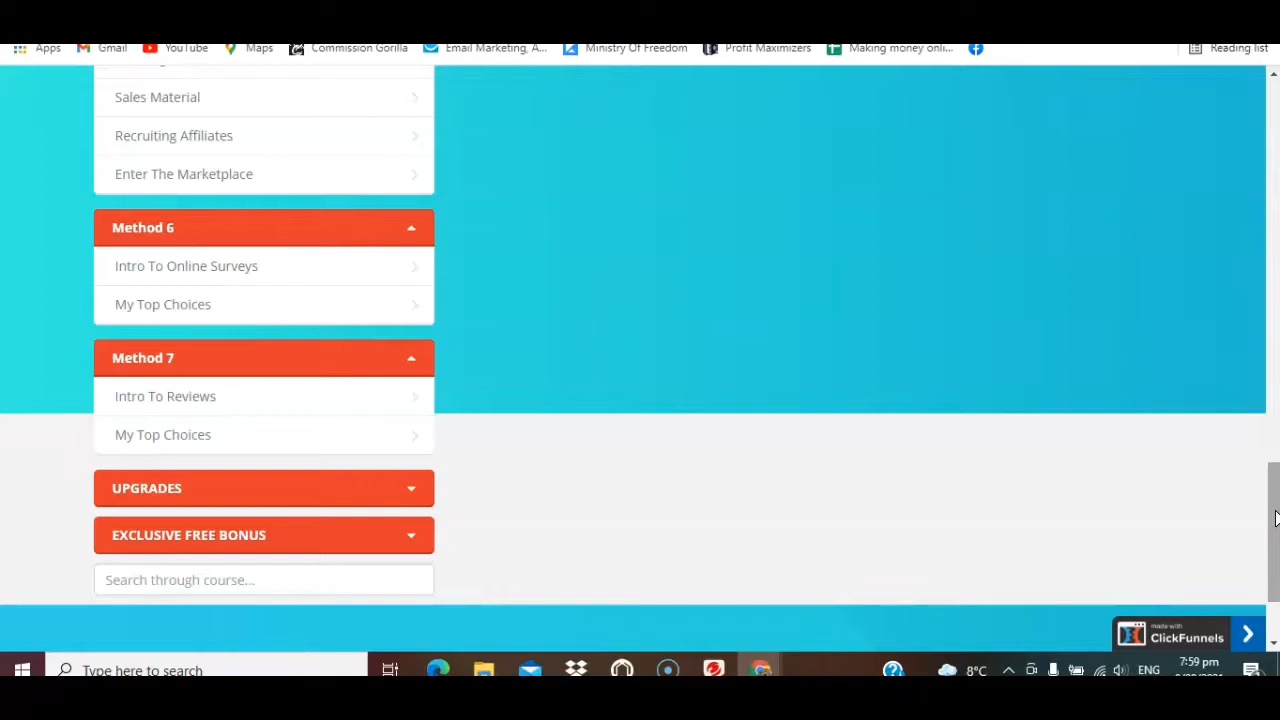 Apps Gmail YouTube Maps Commission Gorilla Email Marketing, A... Ministry Of Freedom Profit Maximizers Making money onli... Reading list
Sales Material
Recruiting Affiliates
Enter The Marketplace
Method 6
Intro To Online Surveys
My Top Choices
Method 7
Intro To Reviews
My Top Choices
UPGRADES
EXCLUSIVE FREE BONUS
Search through course...
made with
ClickFunnels
Type here to search
8°C
ENG
7:59 pm